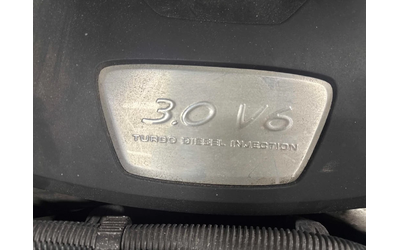 3.0 V6
TURBO DIESEL INJECTION